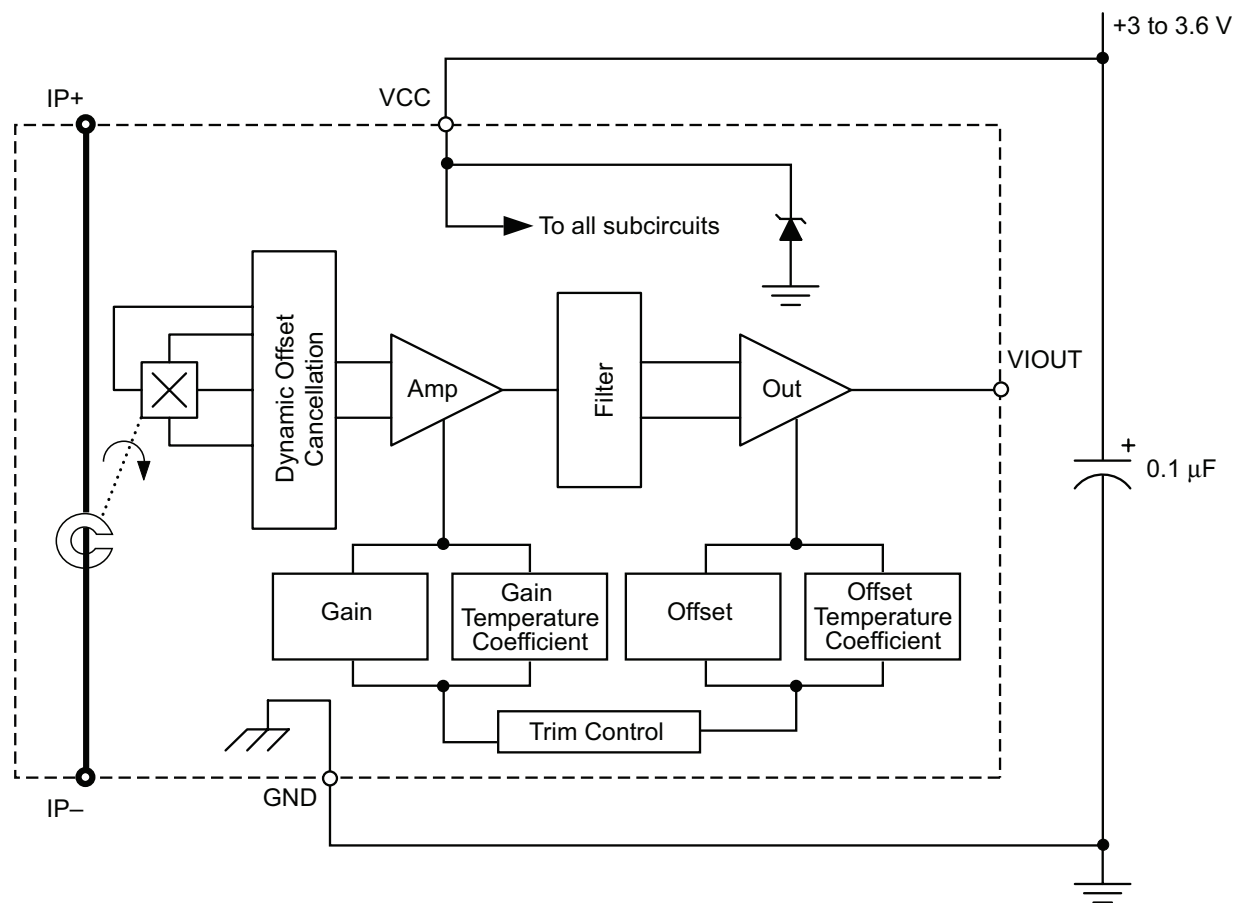 +3 to 3.6 V
IP+
VCC
To all subcircuits
Dynamic Offset
Cancellation
Amp
Filter
Out
VIOUT
+
0.1 µF
Gain
Gain
Temperature
Coefficient
Offset
Offset
Temperature
Coefficient
Trim Control
GND
IP–